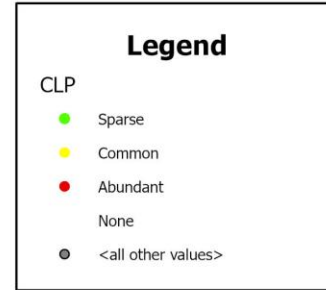 Legend
CLP
Sparse
Common
Abundant
None
<all other values>